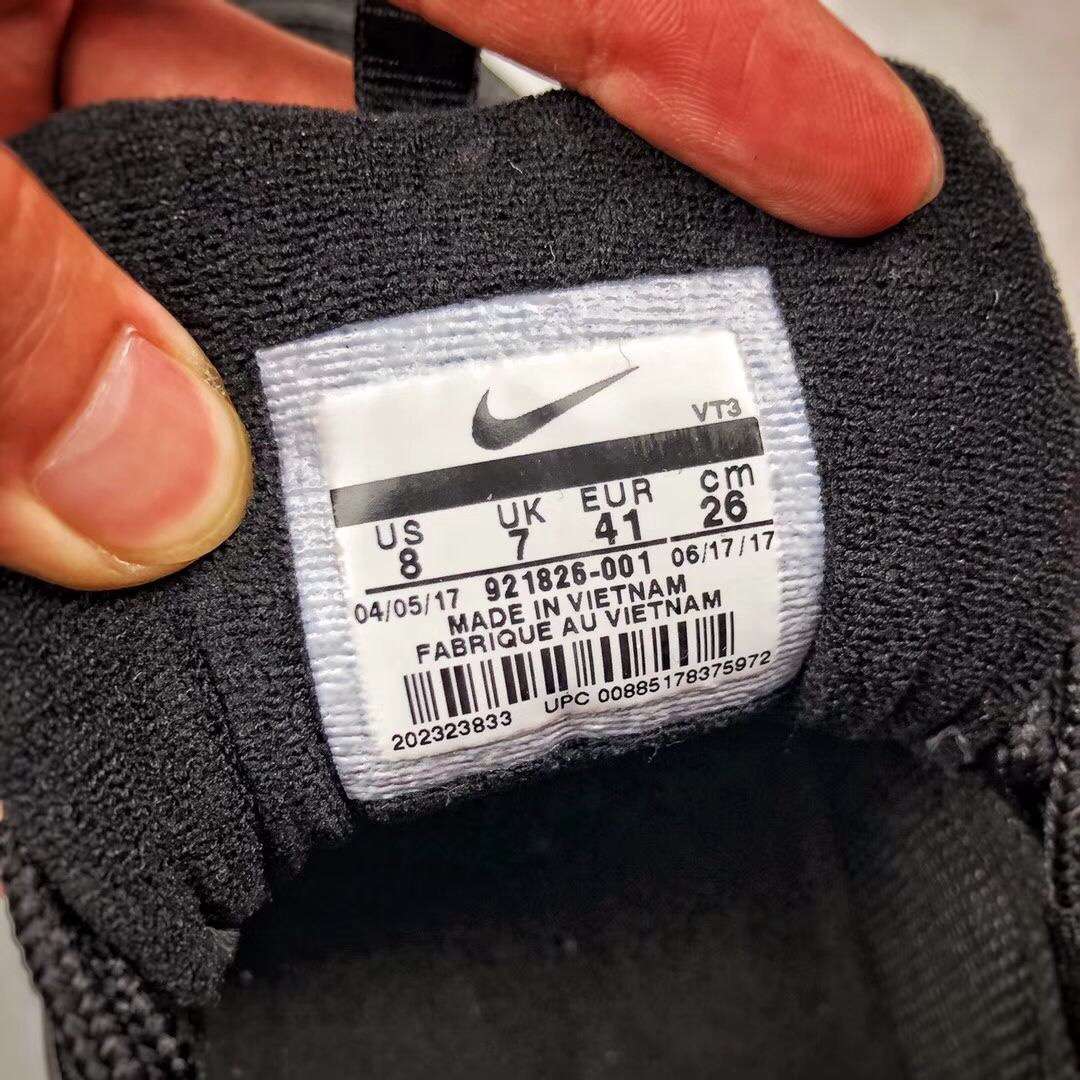 VT3
US UK EUR cm
8 7 41 26
04/05/17 921826-001 06/17/17
MADE IN VIETNAM
FABRIQUE AU VIETNAM
202323833 UPC 00885178375972